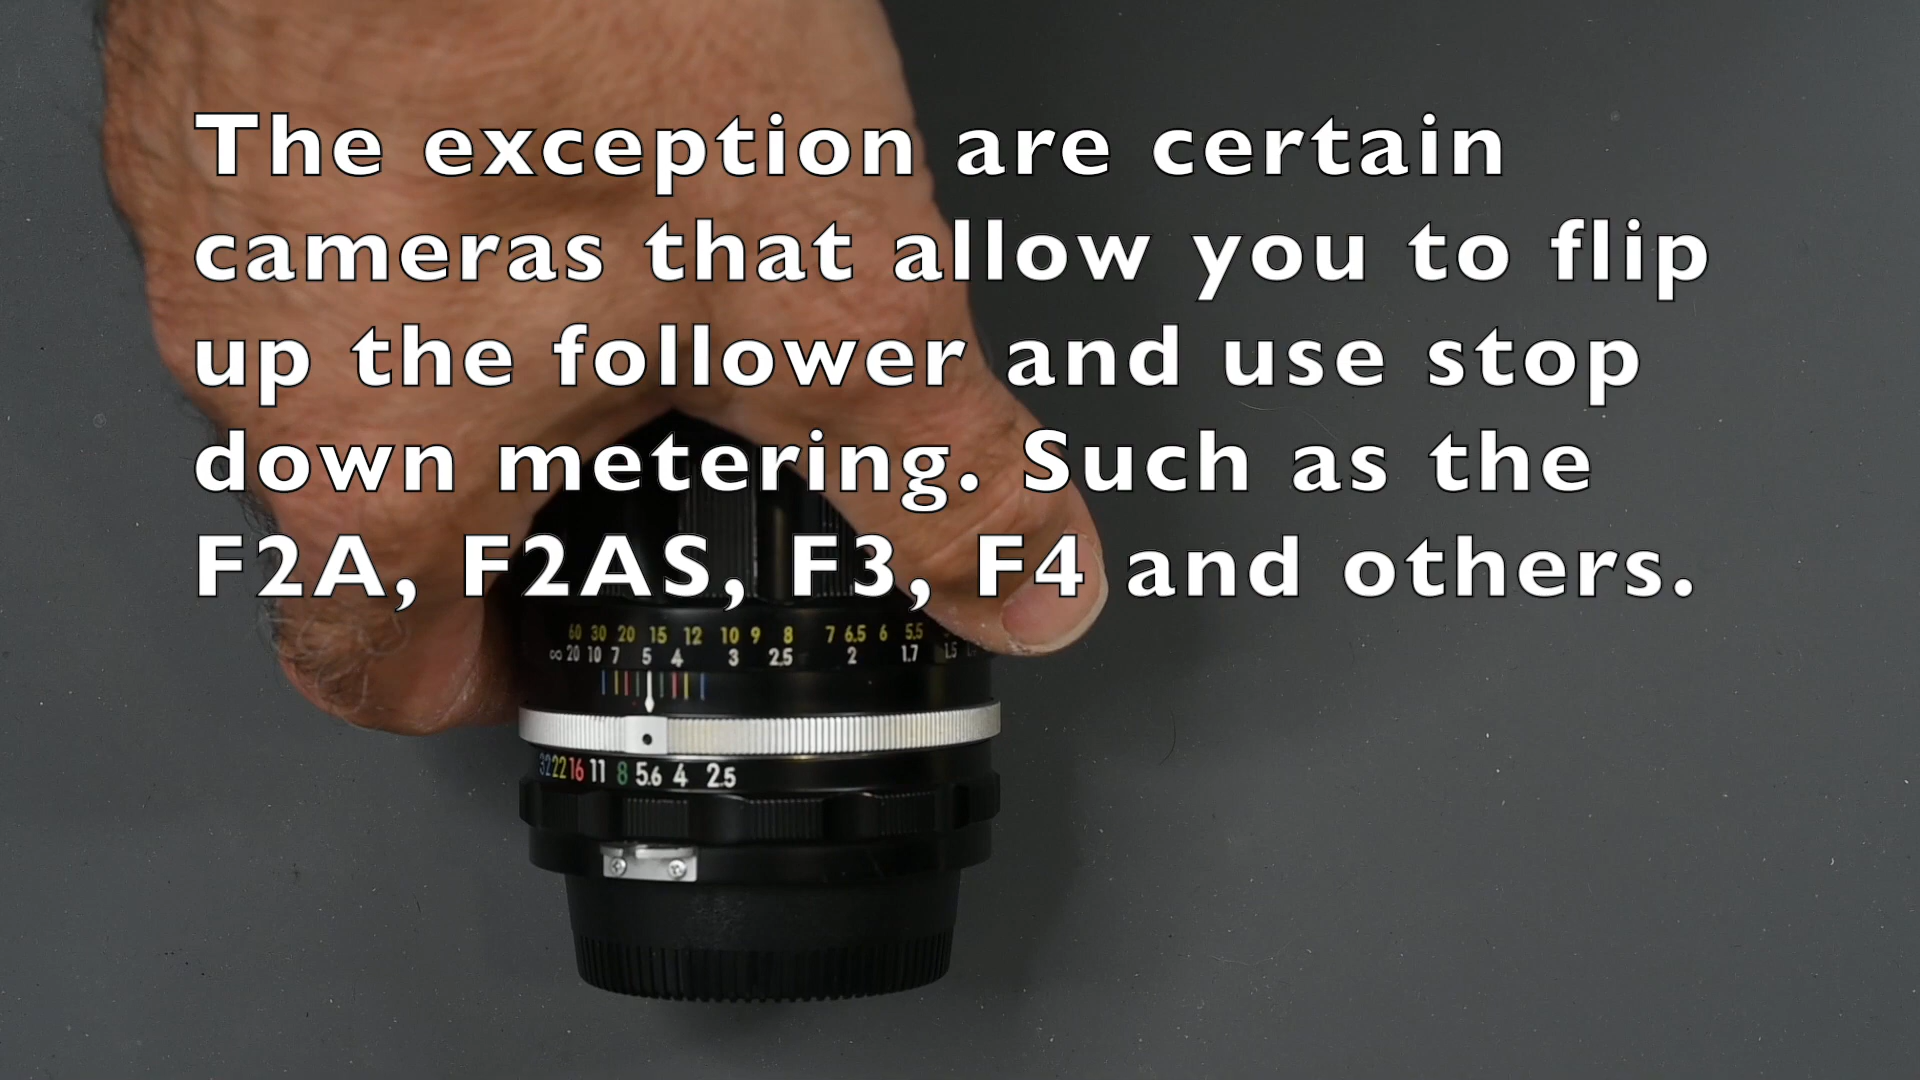 The exception are certain
cameras that allow you to flip
up the follower and use stop
down metering. Such as the
F2A, F2AS, F3, F4 and others.
60 30 20 15 12 10 9 8 7 6.5 6 5.5
∞ 20 10 7 5 4 3 2.5 2 1.7 1.5
32 22 16 11 8 5.6 4 2.5